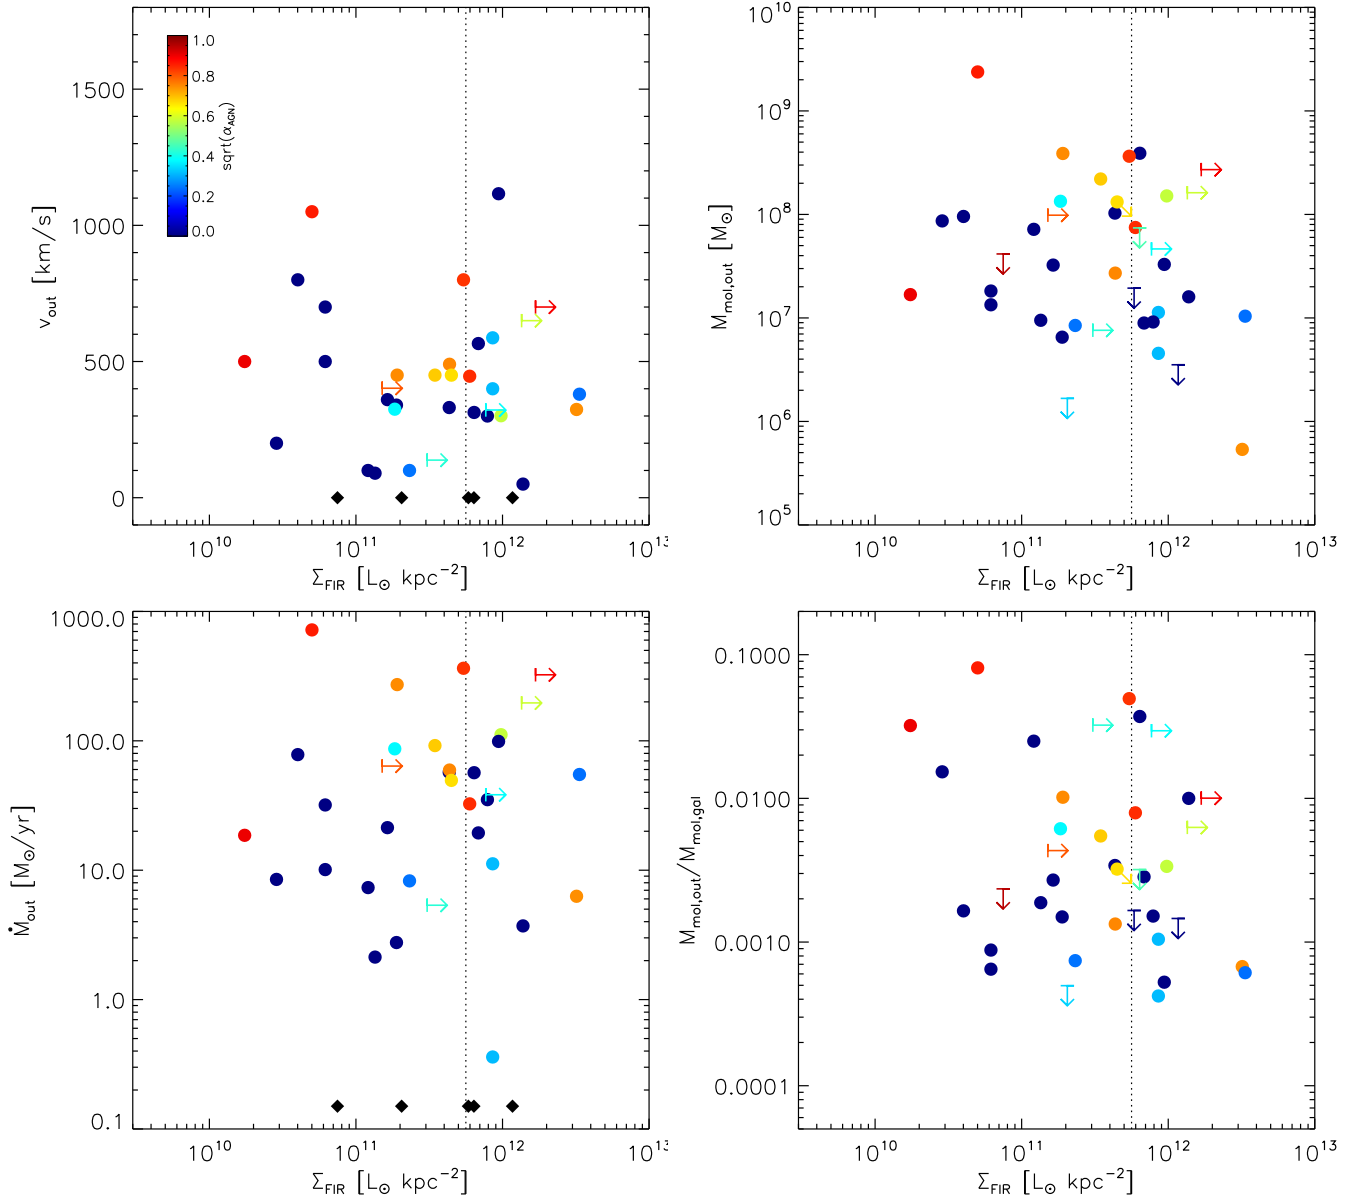 1500
1000
500
0
v_out [km/s]
1.0
0.8
0.6
0.4
0.2
0.0
sqrt(α_AGN)
10^10 10^11 10^12 10^13
Σ_FIR [L_⊙ kpc^-2]
10^10
10^9
10^8
10^7
10^6
10^5
M_mol,out [M_⊙]
10^10 10^11 10^12 10^13
Σ_FIR [L_⊙ kpc^-2]
1000.0
100.0
10.0
1.0
0.1
Ṁ_out [M_⊙/yr]
10^10 10^11 10^12 10^13
Σ_FIR [L_⊙ kpc^-2]
0.1000
0.0100
0.0010
0.0001
M_mol,out/M_mol,gal
10^10 10^11 10^12 10^13
Σ_FIR [L_⊙ kpc^-2]